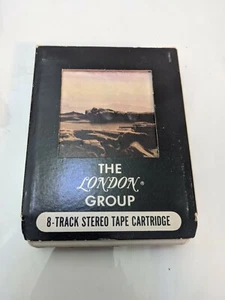 THE
LONDON®
GROUP
8-TRACK STEREO TAPE CARTRIDGE